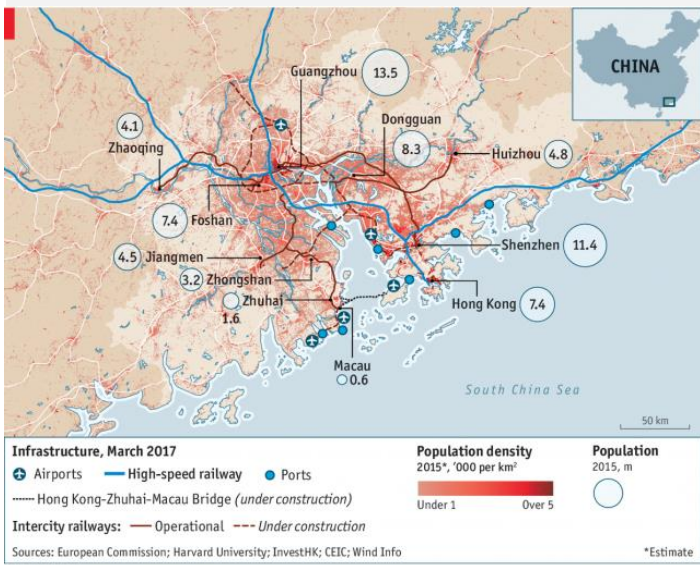 CHINA
Guangzhou
13.5
Dongguan
8.3
4.1
Zhaoqing
Huizhou
4.8
7.4
Foshan
4.5
Jiangmen
Shenzhen
11.4
3.2
Zhongshan
Zhuhai
1.6
Hong Kong
7.4
Macau
0.6
South China Sea
50 km
Infrastructure, March 2017
Airports High-speed railway Ports
Hong Kong-Zhuhai-Macau Bridge (under construction)
Intercity railways: Operational Under construction
Population density
2015*, '000 per km²
Under 1 Over 5
Population
2015, m
Sources: European Commission; Harvard University; InvestHK; CEIC; Wind Info
*Estimate